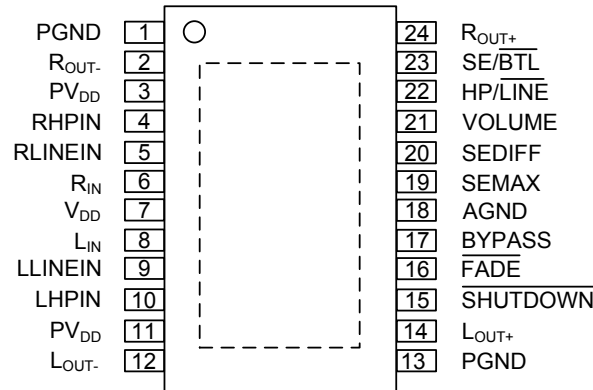 PGND 1 24 ROUT+
ROUT- 2 23 SE/BTL
PVDD 3 22 HP/LINE
RHPIN 4 21 VOLUME
RLINEIN 5 20 SEDIFF
RIN 6 19 SEMAX
VDD 7 18 AGND
LIN 8 17 BYPASS
LLINEIN 9 16 FADE
LHPIN 10 15 SHUTDOWN
PVDD 11 14 LOUT+
LOUT- 12 13 PGND